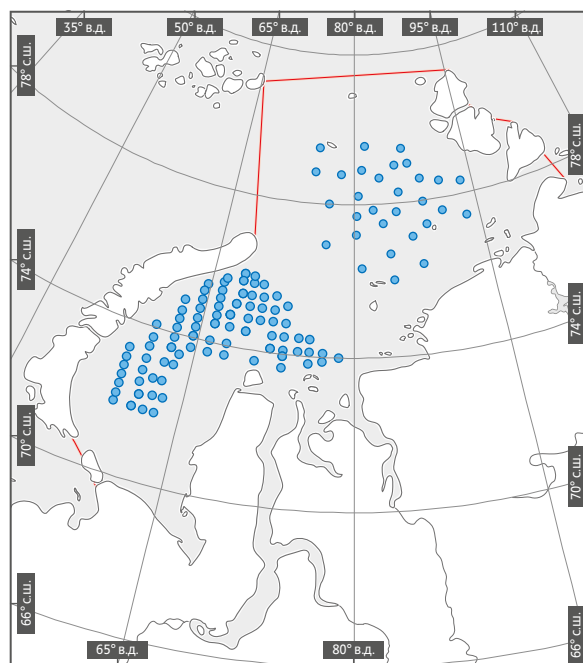 35° в.д.
50° в.д.
65° в.д.
80° в.д.
95° в.д.
110° в.д.
78° с.ш.
78° с.ш.
74° с.ш.
74° с.ш.
70° с.ш.
70° с.ш.
66° с.ш.
66° с.ш.
65° в.д.
80° в.д.